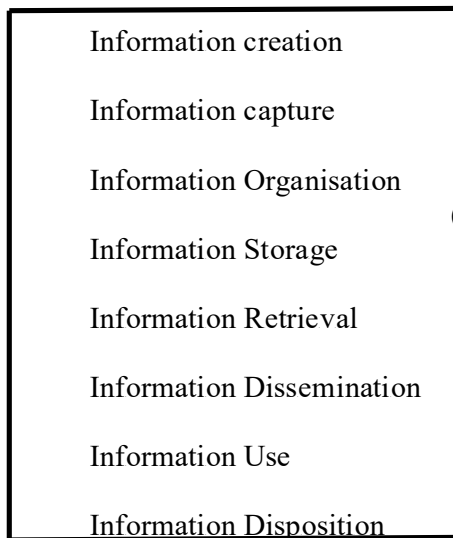 Information creation
Information capture
Information Organisation
Information Storage
Information Retrieval
Information Dissemination
Information Use
Information Disposition